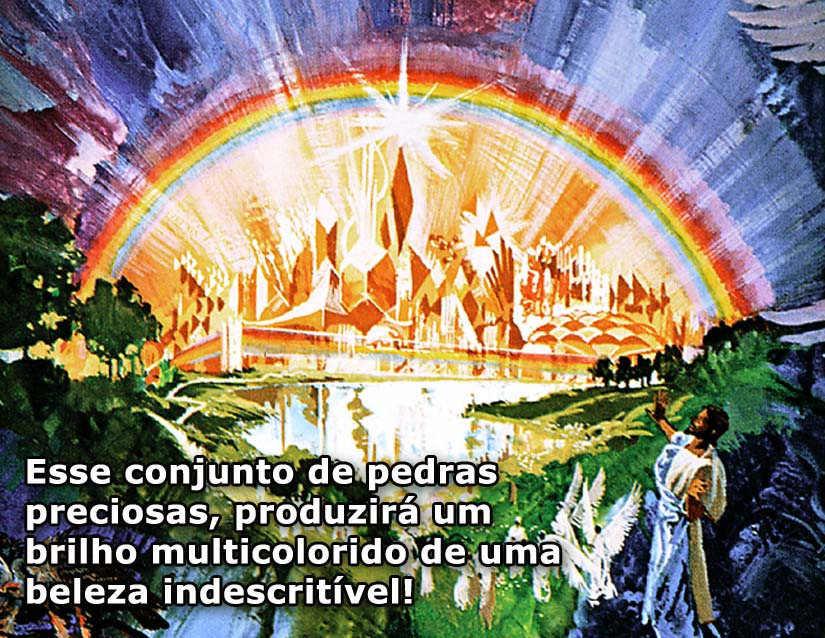 Esse conjunto de pedras
preciosas, produzirá um
brilho multicolorido de uma
beleza indescritível!